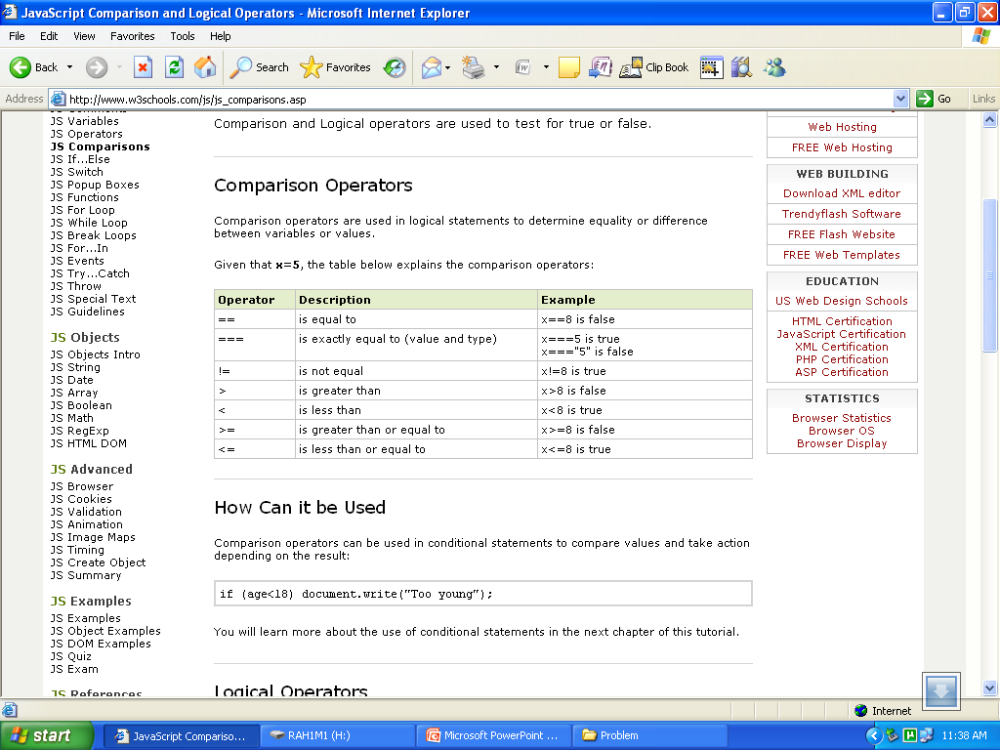 JavaScript Comparison and Logical Operators - Microsoft Internet Explorer
File Edit View Favorites Tools Help
Back Search Favorites Clip Book
Address http://www.w3schools.com/js/js_comparisons.asp Go Links
JS Variables
JS Operators
JS Comparisons
JS If...Else
JS Switch
JS Popup Boxes
JS Functions
JS For Loop
JS While Loop
JS Break Loops
JS For...In
JS Events
JS Try...Catch
JS Throw
JS Special Text
JS Guidelines
JS Objects
JS Objects Intro
JS String
JS Date
JS Array
JS Boolean
JS Math
JS RegExp
JS HTML DOM
JS Advanced
JS Browser
JS Cookies
JS Validation
JS Animation
JS Image Maps
JS Timing
JS Create Object
JS Summary
JS Examples
JS Examples
JS Object Examples
JS DOM Examples
JS Quiz
JS Exam
JS References
Comparison and Logical operators are used to test for true or false.
Comparison Operators
Comparison operators are used in logical statements to determine equality or difference
between variables or values.
Given that x=5, the table below explains the comparison operators:
Operator Description Example
== is equal to x==8 is false
=== is exactly equal to (value and type) x===5 is true
x==="5" is false
!= is not equal x!=8 is true
> is greater than x>8 is false
< is less than x<8 is true
>= is greater than or equal to x>=8 is false
<= is less than or equal to x<=8 is true
How Can it be Used
Comparison operators can be used in conditional statements to compare values and take action
depending on the result:
if (age<18) document.write("Too young");
You will learn more about the use of conditional statements in the next chapter of this tutorial.
Logical Operators
Web Hosting
FREE Web Hosting
WEB BUILDING
Download XML editor
Trendyflash Software
FREE Flash Website
FREE Web Templates
EDUCATION
US Web Design Schools
HTML Certification
JavaScript Certification
XML Certification
PHP Certification
ASP Certification
STATISTICS
Browser Statistics
Browser OS
Browser Display
Internet
start JavaScript Compariso... RAH1M1 (H:) Microsoft PowerPoint ... Problem 11:38 AM